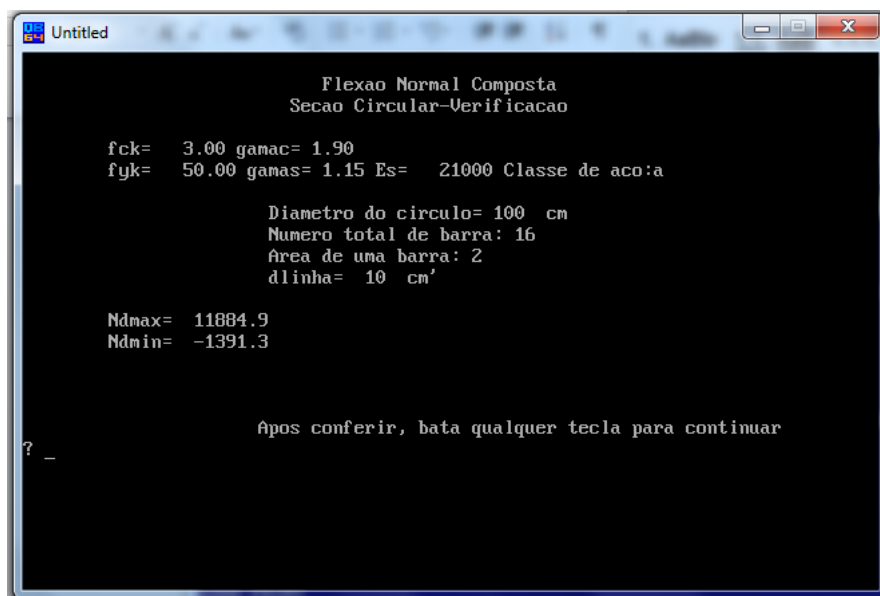 Untitled
Flexao Normal Composta
Secao Circular-Verificacao
fck= 3.00 gamac= 1.90
fyk= 50.00 gamas= 1.15 Es= 21000 Classe de aco:a
Diametro do circulo= 100 cm
Numero total de barra: 16
Area de uma barra: 2
dlinha= 10 cm'
Ndmax= 11884.9
Ndmin= -1391.3
Apos conferir, bata qualquer tecla para continuar
? _